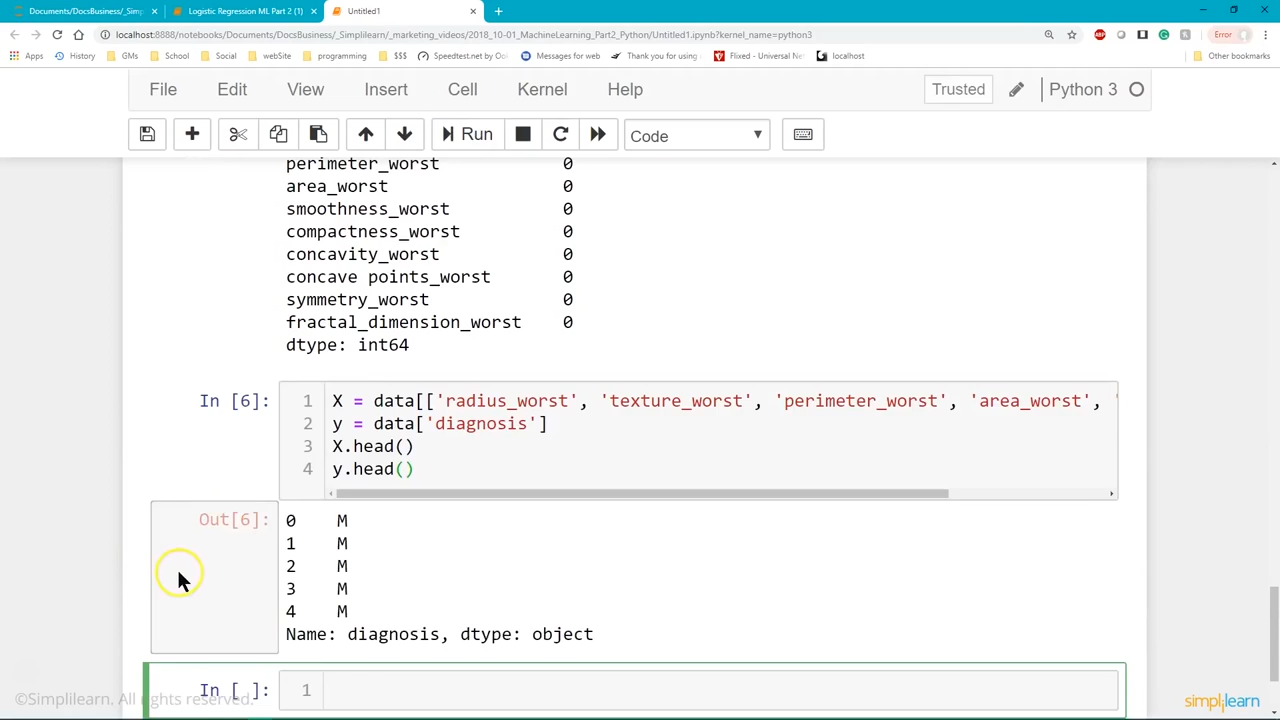 Documents/DocsBusiness/_Simpl
Logistic Regression ML Part 2 (1)
Untitled1
localhost:8888/notebooks/Documents/DocsBusiness/_Simplilearn/_marketing_videos/2018_10-01_MachineLearning_Part2_Python/Untitled1.ipynb?kernel_name=python3
Error
Apps History GMs School Social webSite programming $$$ Speedtest.net by Ool Messages for web Thank you for using Flixed - Universal Net localhost Other bookmarks
File Edit View Insert Cell Kernel Help Trusted Python 3
Run Code
perimeter_worst 0
area_worst 0
smoothness_worst 0
compactness_worst 0
concavity_worst 0
concave points_worst 0
symmetry_worst 0
fractal_dimension_worst 0
dtype: int64
In [6]:
1 X = data[['radius_worst', 'texture_worst', 'perimeter_worst', 'area_worst', '
2 y = data['diagnosis']
3 X.head()
4 y.head()
Out[6]:
0 M
1 M
2 M
3 M
4 M
Name: diagnosis, dtype: object
In [ ]: 1
©Simplilearn. All rights reserved.
simplilearn